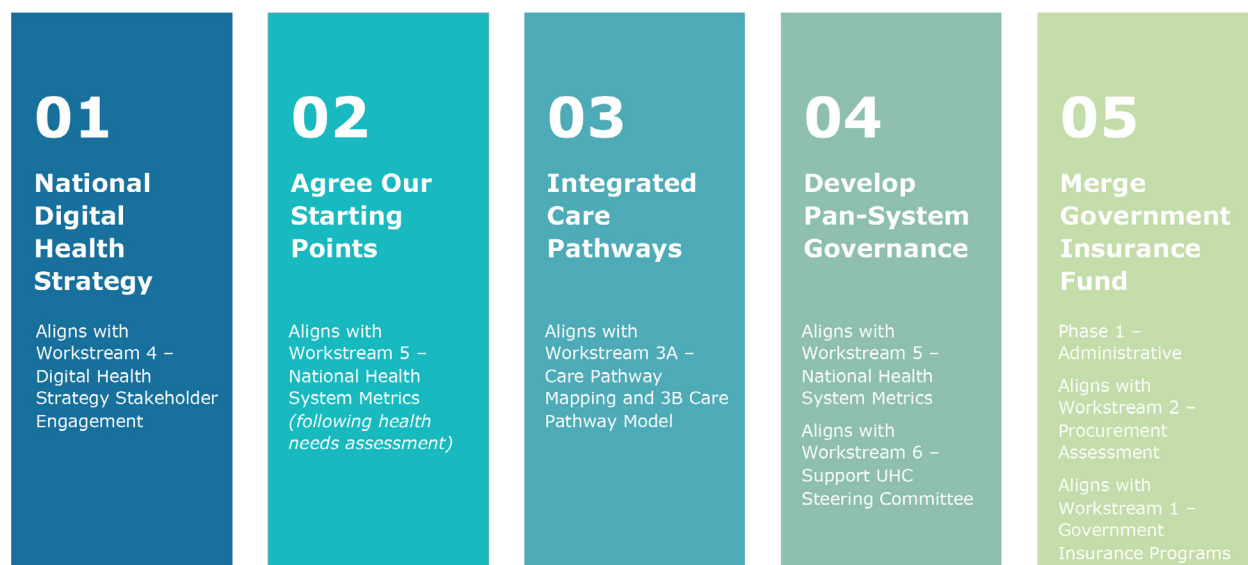 01
National
Digital
Health
Strategy
Aligns with
Workstream 4 –
Digital Health
Strategy Stakeholder
Engagement
02
Agree Our
Starting
Points
Aligns with
Workstream 5 –
National Health
System Metrics
(following health
needs assessment)
03
Integrated
Care
Pathways
Aligns with
Workstream 3A –
Care Pathway
Mapping and 3B Care
Pathway Model
04
Develop
Pan-System
Governance
Aligns with
Workstream 5 –
National Health
System Metrics
Aligns with
Workstream 6 –
Support UHC
Steering Committee
05
Merge
Government
Insurance
Fund
Phase 1 –
Administrative
Aligns with
Workstream 2 –
Procurement
Assessment
Aligns with
Workstream 1 –
Government
Insurance Programs